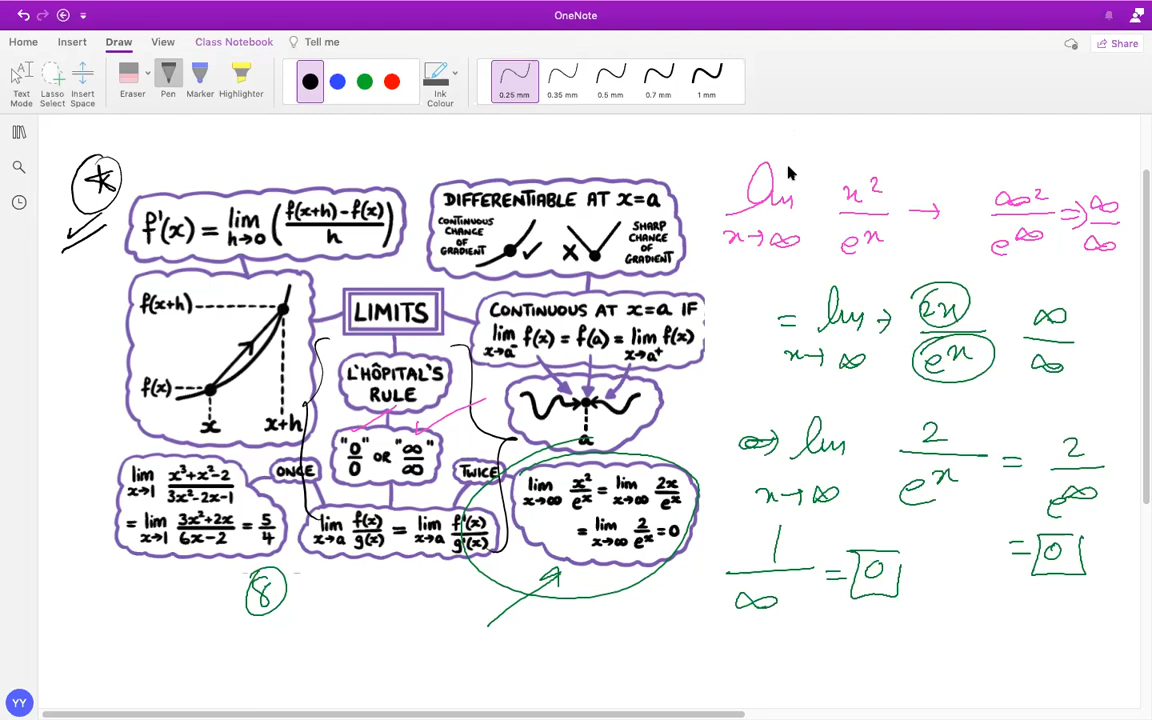 OneNote
Home Insert Draw View Class Notebook Tell me
Share
Text Mode
Lasso Select
Insert Space
Eraser
Pen
Marker
Highlighter
Ink Colour
0.25 mm
0.35 mm
0.5 mm
0.7 mm
1 mm
f'(x) = lim h→0 (f(x+h)-f(x)/h)
DIFFERENTIABLE AT x=a
CONTINUOUS CHANGE OF GRADIENT
SHARP CHANGE OF GRADIENT
f(x+h)
f(x)
x
x+h
LIMITS
CONTINUOUS AT x=a IF
lim x→a⁻ f(x) = f(a) = lim x→a⁺ f(x)
a
L'HÔPITAL'S
RULE
"0/0" OR "∞/∞"
ONCE
TWICE
lim x→1 x³+x²-2/3x²-2x-1
= lim x→1 3x²+2x/6x-2 = 5/4
lim x→a f(x)/g(x) = lim x→a f'(x)/g'(x)
lim x→∞ x²/eˣ = lim x→∞ 2x/eˣ
= lim x→∞ 2/eˣ = 0
8
lim x→∞ x²/eˣ → ∞²/e^∞ ⇒ ∞/∞
= lim x→∞ → 2x/eˣ ∞/∞
⇒ lim x→∞ 2/eˣ = 2/e^∞
= 0
1/∞ = 0
YY